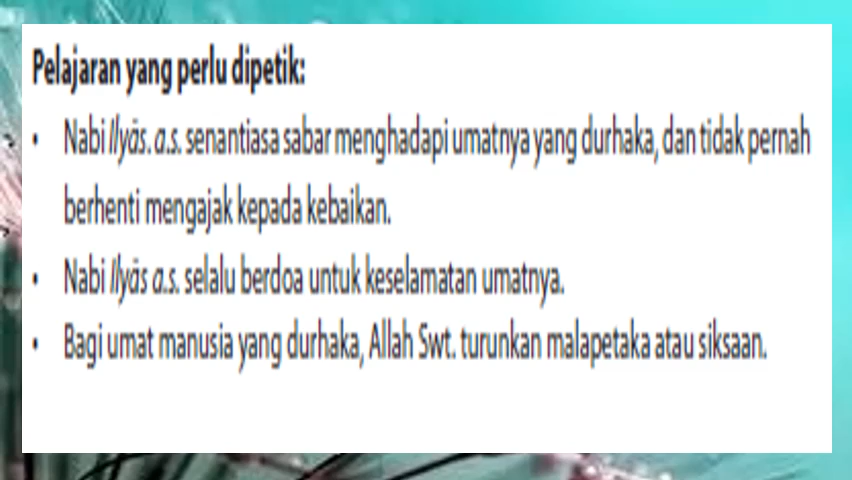 Pelajaran yang perlu dipetik:
• Nabi Ilyās. a.s. senantiasa sabar menghadapi umatnya yang durhaka, dan tidak pernah
berhenti mengajak kepada kebaikan.
• Nabi Ilyās a.s. selalu berdoa untuk keselamatan umatnya.
• Bagi umat manusia yang durhaka, Allah Swt. turunkan malapetaka atau siksaan.